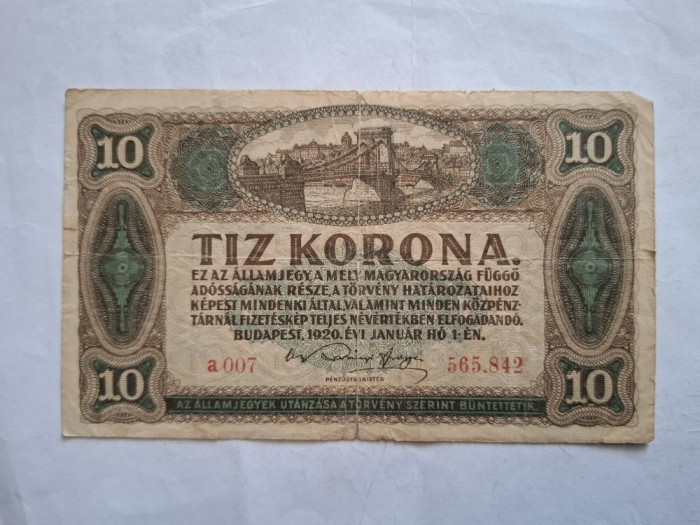 10 10
TIZ KORONA.
EZ AZ ÁLLAMJEGY, A MELY MAGYARORSZÁG FÜGGŐ
ADÓSSÁGÁNAK RÉSZE, A TÖRVÉNY HATÁROZATAIHOZ
KÉPEST MINDENKI ÁLTAL, VALAMINT MINDEN KÖZPÉNZ-
TÁRNÁL FIZETÉSKÉP TELJES NÉVÉRTÉKBEN ELFOGADANDÓ.
BUDAPEST, 1920. ÉVI JANUÁR HÓ 1-ÉN.
a 007 565.842
PÉNZÜGYMINISTER
10 10
AZ ÁLLAMJEGYEK UTÁNZÁSA A TÖRVÉNY SZERINT BÜNTETTETIK.